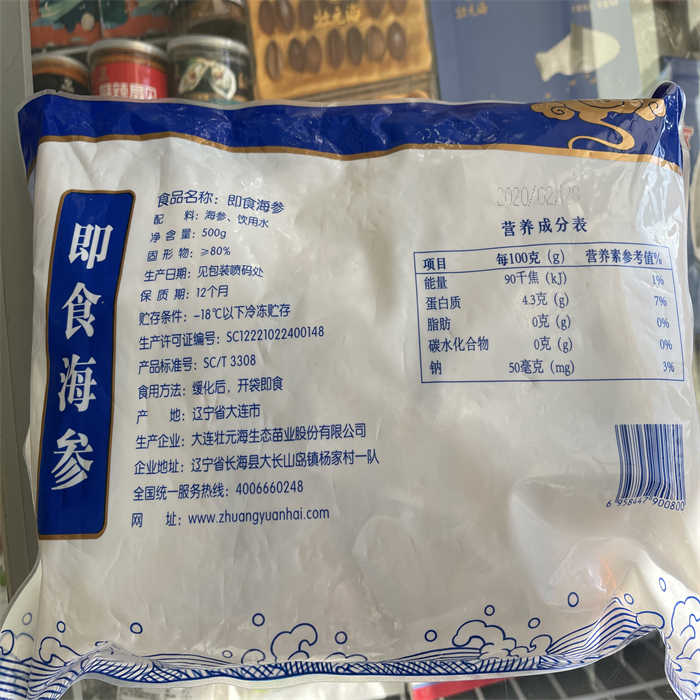 壮元海
即食海参
食品名称：即食海参
配 料：海参、饮用水
净含量：500g
固形物：≥80%
生产日期：见包装喷码处
保质期：12个月
贮存条件：-18℃以下冷冻贮存
生产许可证编号：SC12221022400148
产品标准号：SC/T 3308
食用方法：缓化后，开袋即食
产 地：辽宁省大连市
生产企业：大连壮元海生态苗业股份有限公司
企业地址：辽宁省长海县大长山岛镇杨家村一队
全国统一服务热线：4006660248
网 址：www.zhuangyuanhai.com
营养成分表
项目 每100克（g） 营养素参考值%
能量 90千焦（kJ） 1%
蛋白质 4.3克（g） 7%
脂肪 0克（g） 0%
碳水化合物 0克（g） 0%
钠 50毫克（mg） 3%
6 958447 900800